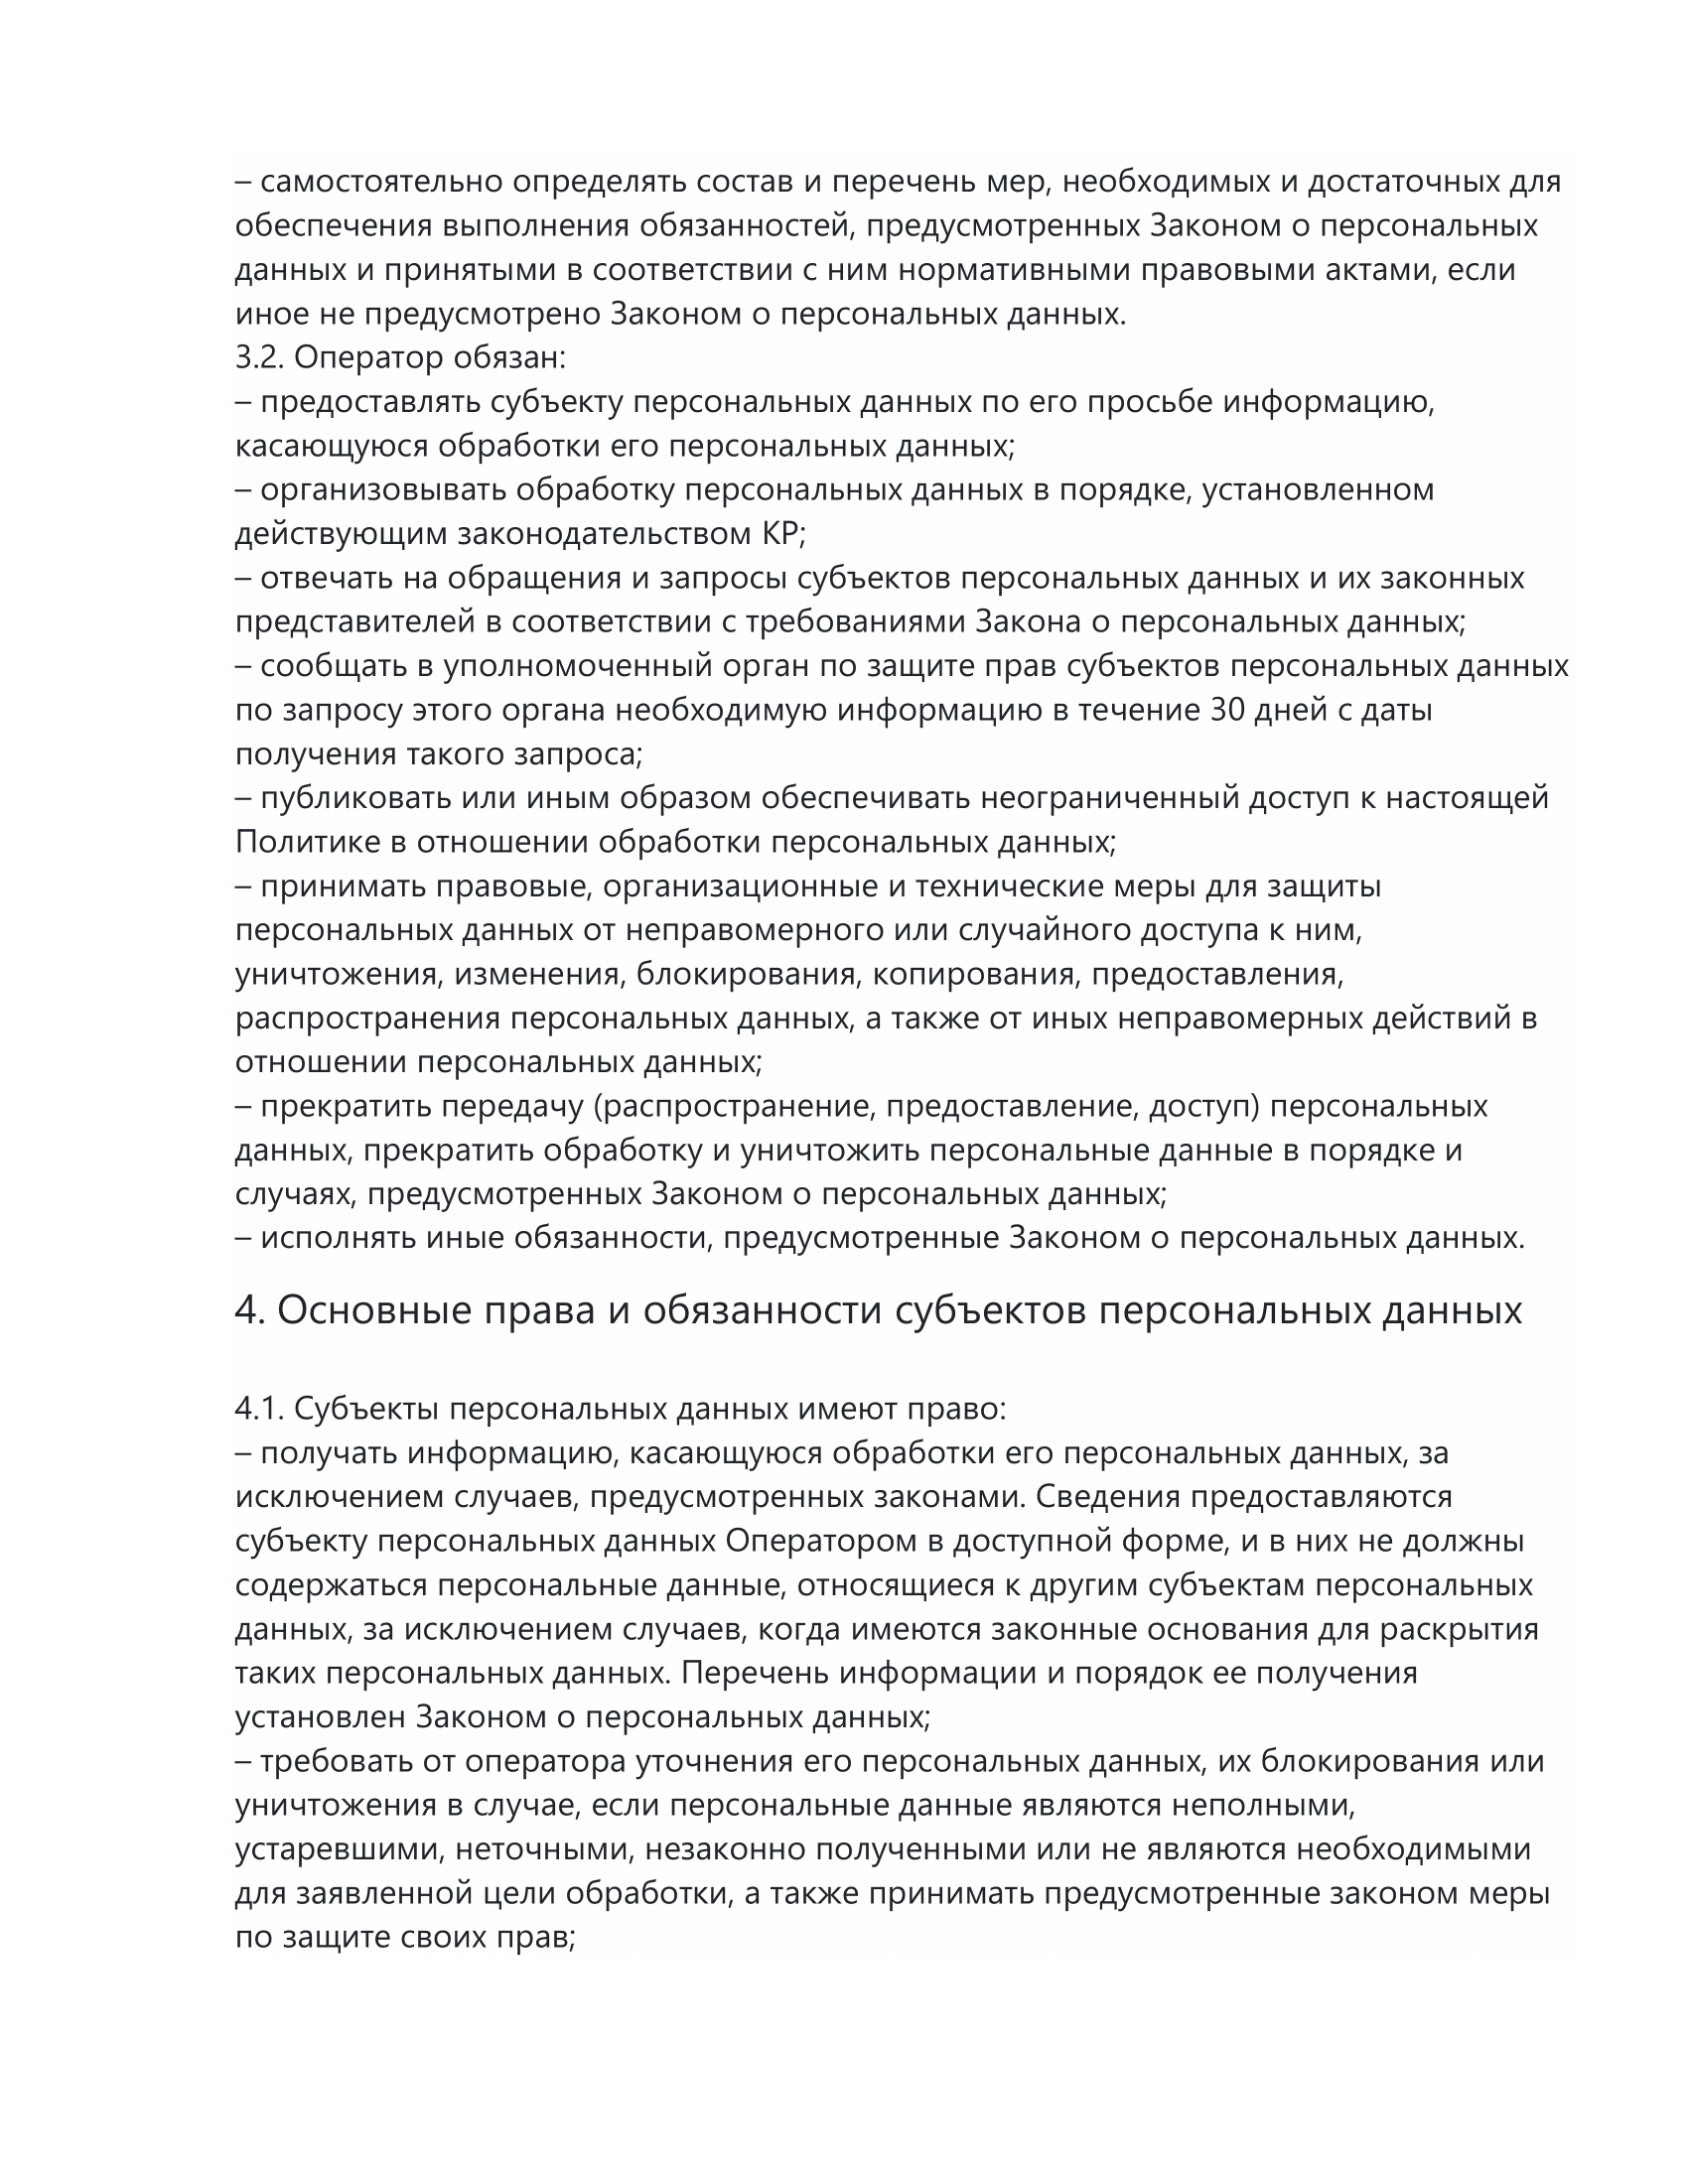 – самостоятельно определять состав и перечень мер, необходимых и достаточных для
обеспечения выполнения обязанностей, предусмотренных Законом о персональных
данных и принятыми в соответствии с ним нормативными правовыми актами, если
иное не предусмотрено Законом о персональных данных.
3.2. Оператор обязан:
– предоставлять субъекту персональных данных по его просьбе информацию,
касающуюся обработки его персональных данных;
– организовывать обработку персональных данных в порядке, установленном
действующим законодательством КР;
– отвечать на обращения и запросы субъектов персональных данных и их законных
представителей в соответствии с требованиями Закона о персональных данных;
– сообщать в уполномоченный орган по защите прав субъектов персональных данных
по запросу этого органа необходимую информацию в течение 30 дней с даты
получения такого запроса;
– публиковать или иным образом обеспечивать неограниченный доступ к настоящей
Политике в отношении обработки персональных данных;
– принимать правовые, организационные и технические меры для защиты
персональных данных от неправомерного или случайного доступа к ним,
уничтожения, изменения, блокирования, копирования, предоставления,
распространения персональных данных, а также от иных неправомерных действий в
отношении персональных данных;
– прекратить передачу (распространение, предоставление, доступ) персональных
данных, прекратить обработку и уничтожить персональные данные в порядке и
случаях, предусмотренных Законом о персональных данных;
– исполнять иные обязанности, предусмотренные Законом о персональных данных.
4. Основные права и обязанности субъектов персональных данных
4.1. Субъекты персональных данных имеют право:
– получать информацию, касающуюся обработки его персональных данных, за
исключением случаев, предусмотренных законами. Сведения предоставляются
субъекту персональных данных Оператором в доступной форме, и в них не должны
содержаться персональные данные, относящиеся к другим субъектам персональных
данных, за исключением случаев, когда имеются законные основания для раскрытия
таких персональных данных. Перечень информации и порядок ее получения
установлен Законом о персональных данных;
– требовать от оператора уточнения его персональных данных, их блокирования или
уничтожения в случае, если персональные данные являются неполными,
устаревшими, неточными, незаконно полученными или не являются необходимыми
для заявленной цели обработки, а также принимать предусмотренные законом меры
по защите своих прав;